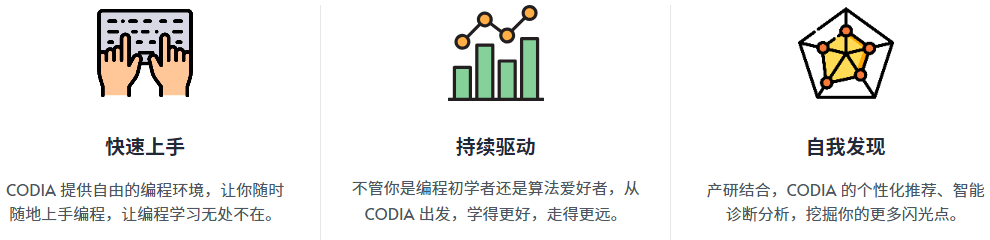 快速上手
CODIA 提供自由的编程环境，让你随时
随地上手编程，让编程学习无处不在。
持续驱动
不管你是编程初学者还是算法爱好者，从
CODIA 出发，学得更好，走得更远。
自我发现
产研结合，CODIA 的个性化推荐、智能
诊断分析，挖掘你的更多闪光点。